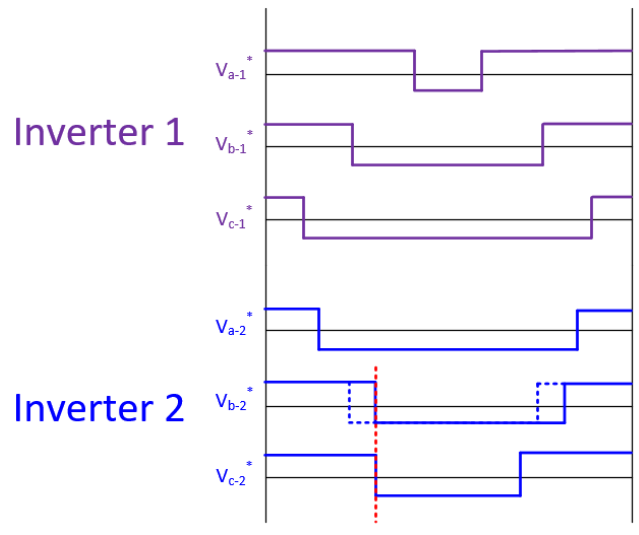 Va-1*
Inverter 1
Vb-1*
Vc-1*
Va-2*
Inverter 2
Vb-2*
Vc-2*